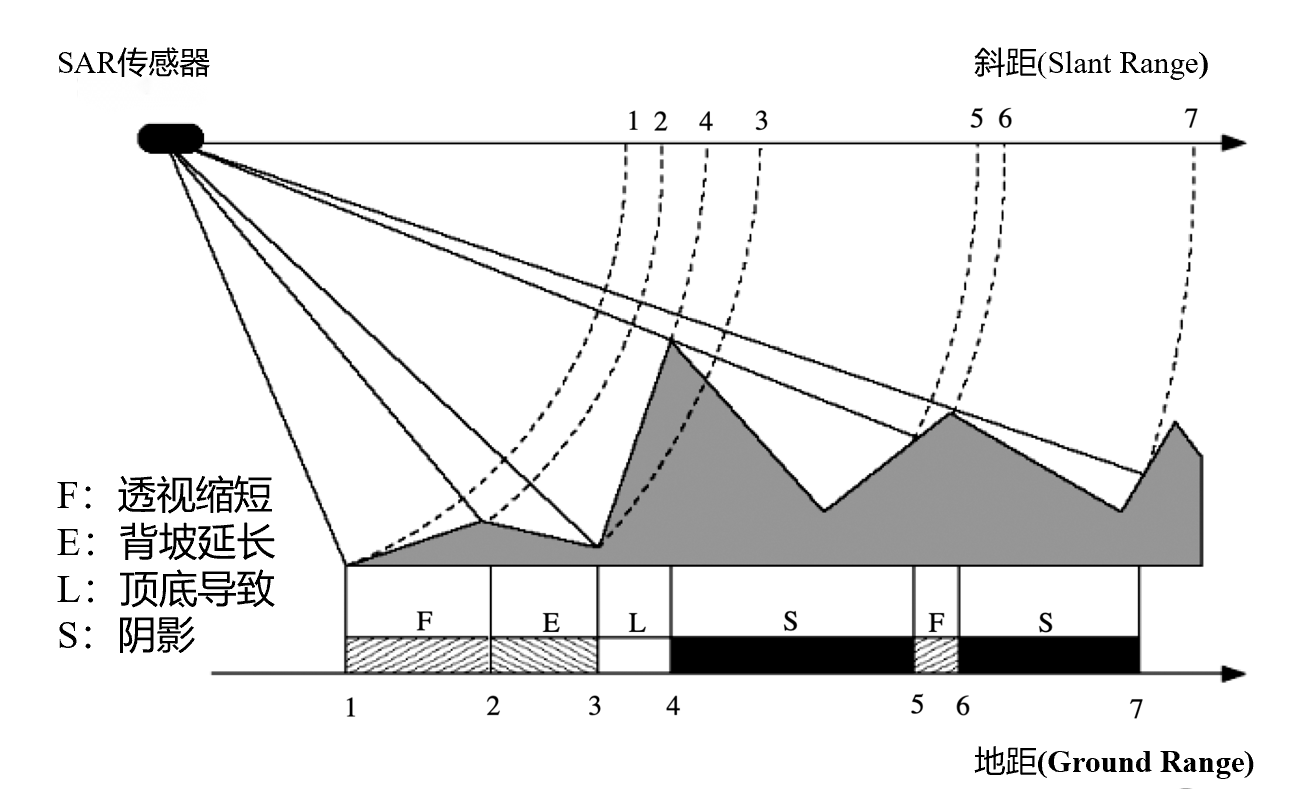 SAR传感器
斜距(Slant Range)
1 2 4 3 5 6 7
F：透视缩短
E：背坡延长
L：顶底导致
S：阴影
F E L S F S
1 2 3 4 5 6 7
地距(Ground Range)